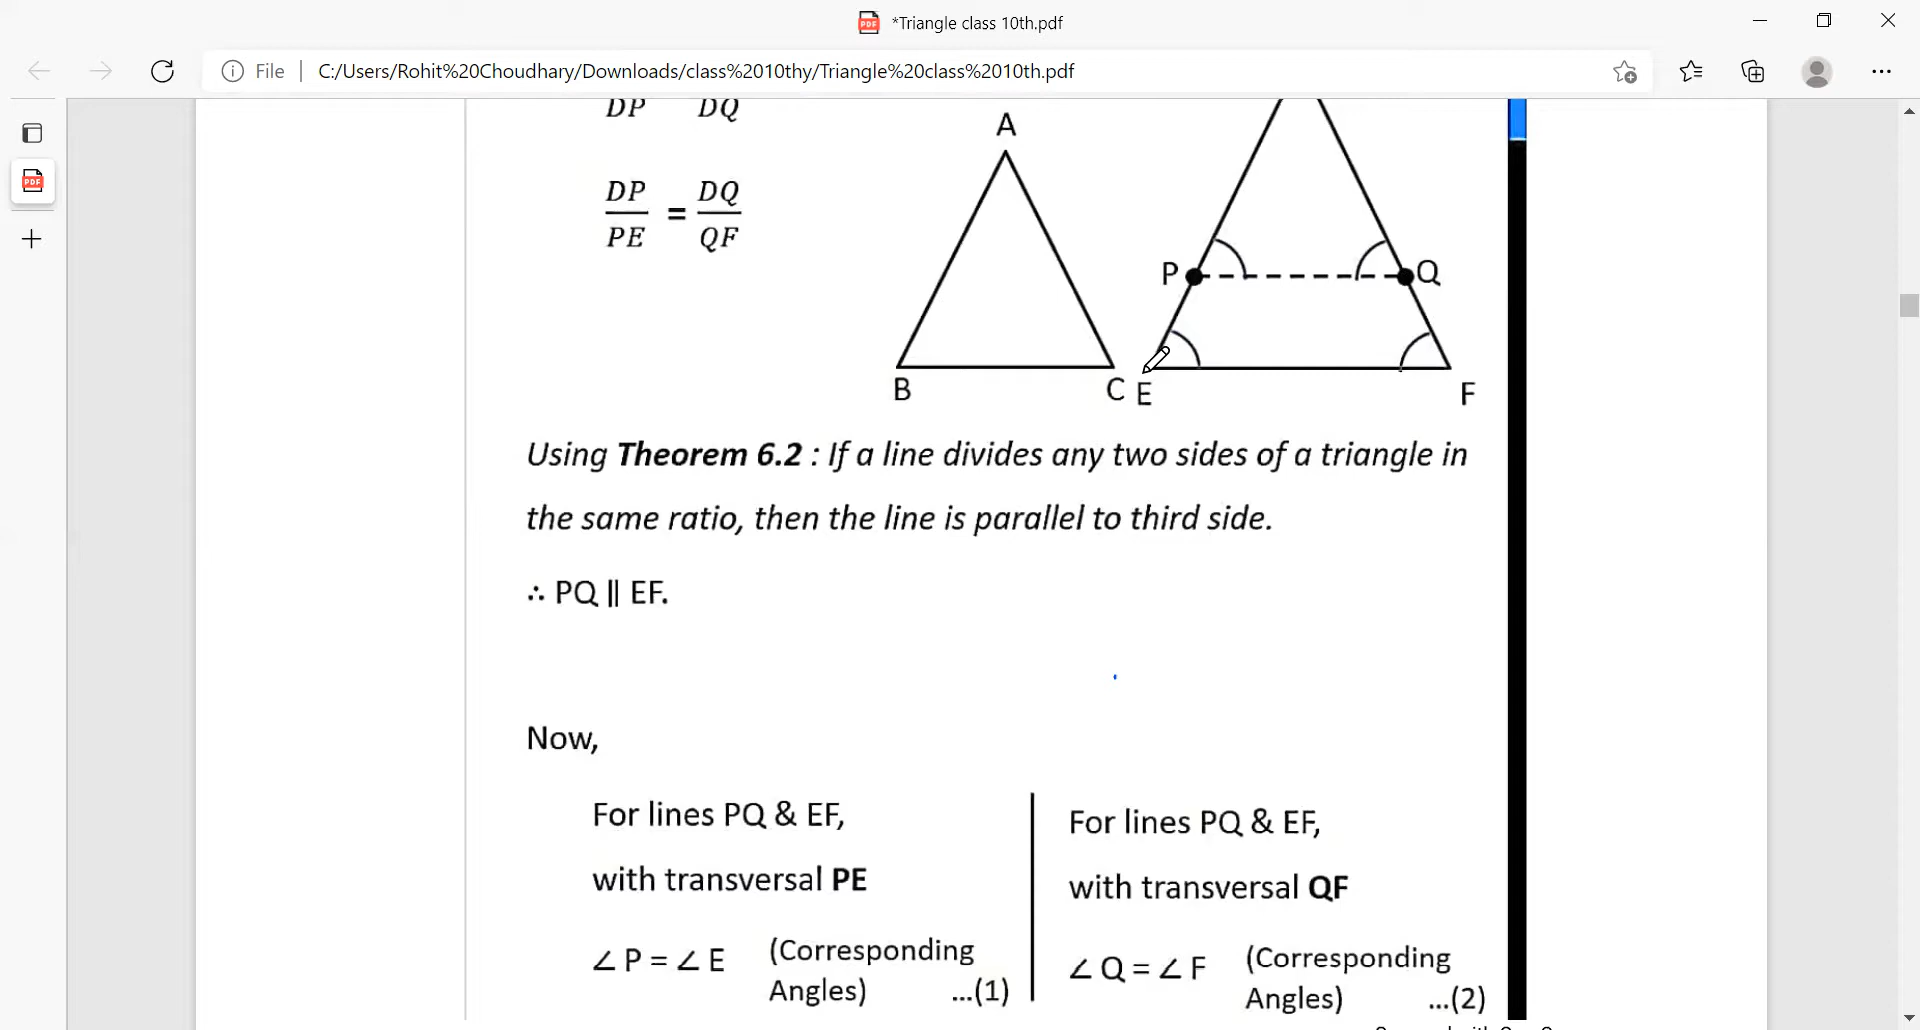 *Triangle class 10th.pdf
File | C:/Users/Rohit%20Choudhary/Downloads/class%2010thy/Triangle%20class%2010th.pdf
DP DQ
A
DP/PE = DQ/QF
P Q
B C E F
Using Theorem 6.2 : If a line divides any two sides of a triangle in
the same ratio, then the line is parallel to third side.
∴ PQ || EF.
Now,
For lines PQ & EF,
with transversal PE
∠ P = ∠ E (Corresponding
Angles) ...(1)
For lines PQ & EF,
with transversal QF
∠ Q = ∠ F (Corresponding
Angles) ...(2)